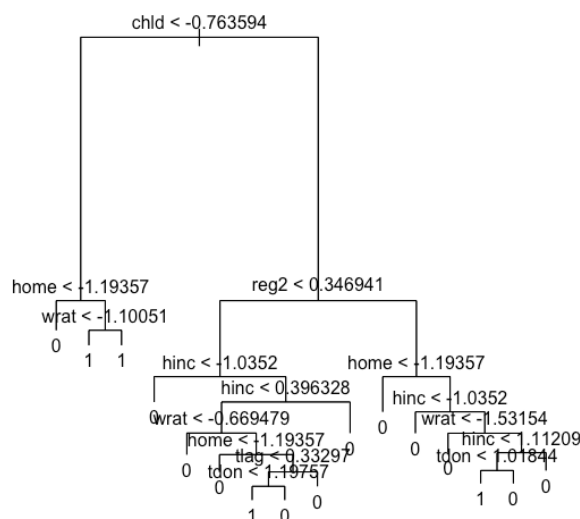 chld < -0.763594
home < -1.19357
reg2 < 0.346941
wrat < -1.10051
0
1 1
hinc < -1.0352
home < -1.19357
hinc < 0.396328
hinc < -1.0352
0
0
wrat < -0.669479
wrat < -1.53154
0
0
home < -1.19357
hinc < 1.11209
0
0
tlag < 0.33297
tdon < 1.01844
0
0
tdon < 1.19757
0
1 0
0
1 0